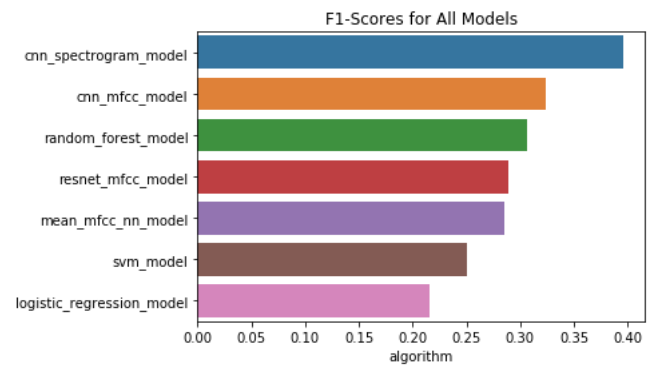 F1-Scores for All Models
cnn_spectrogram_model
cnn_mfcc_model
random_forest_model
resnet_mfcc_model
mean_mfcc_nn_model
svm_model
logistic_regression_model
0.00 0.05 0.10 0.15 0.20 0.25 0.30 0.35 0.40
algorithm